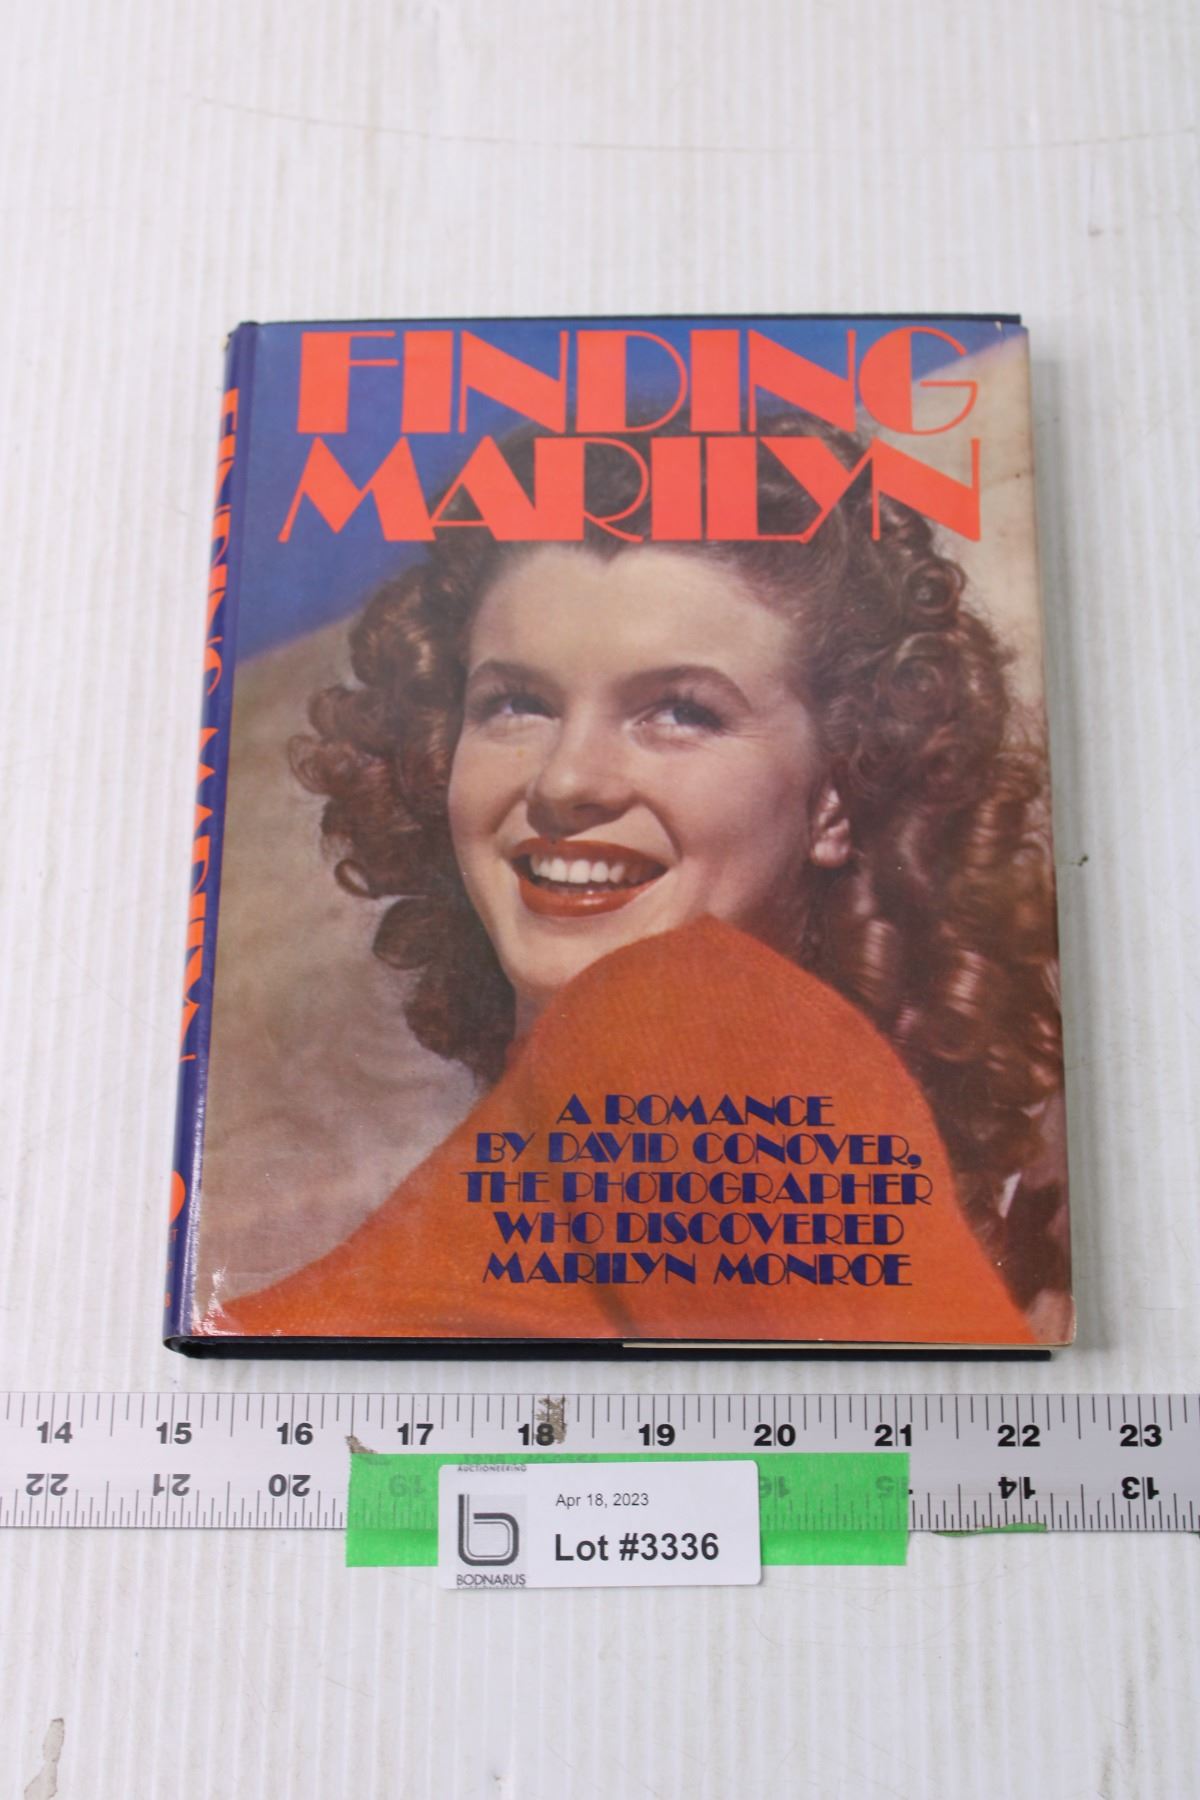 FINDING
MARILYN
FINDING MARILYN
A ROMANCE
BY DAVID CONOVER,
THE PHOTOGRAPHER
WHO DISCOVERED
MARILYN MONROE
14 15 16 17 18 19 20 21 22 23
22 21 20 19 16 15 14 13
AUCTIONEERING
Apr 18, 2023
Lot #3336
BODNARUS